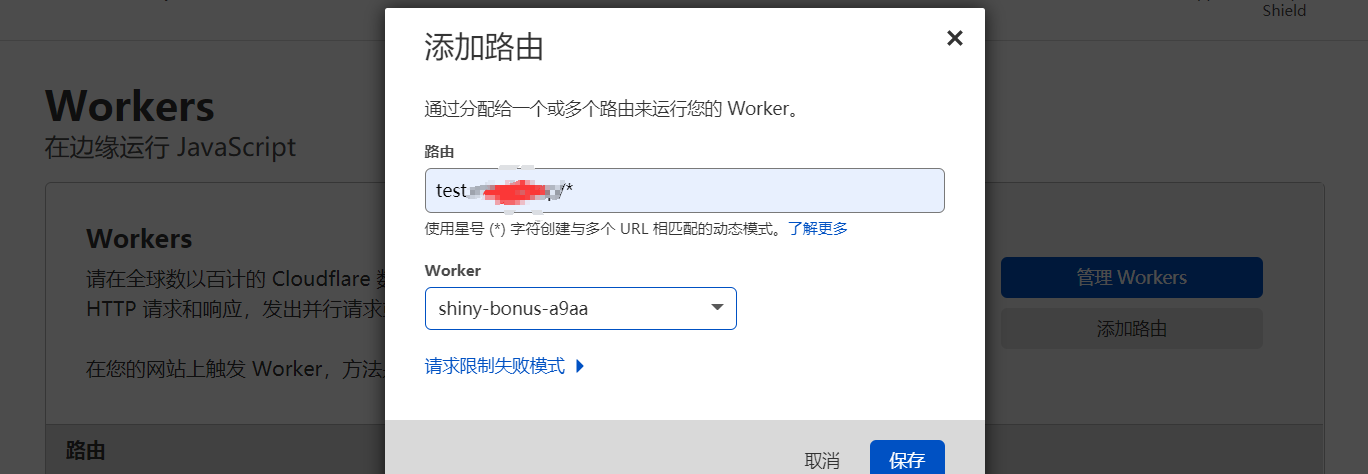 Shield
添加路由
通过分配给一个或多个路由来运行您的 Worker。
路由
test
/*
使用星号 (*) 字符创建与多个 URL 相匹配的动态模式。了解更多
Worker
shiny-bonus-a9aa
请求限制失败模式
取消
保存
Workers
在边缘运行 JavaScript
Workers
请在全球数以百计的 Cloudflare
HTTP 请求和响应，发出并行请求
在您的网站上触发 Worker，方法
管理 Workers
添加路由
路由